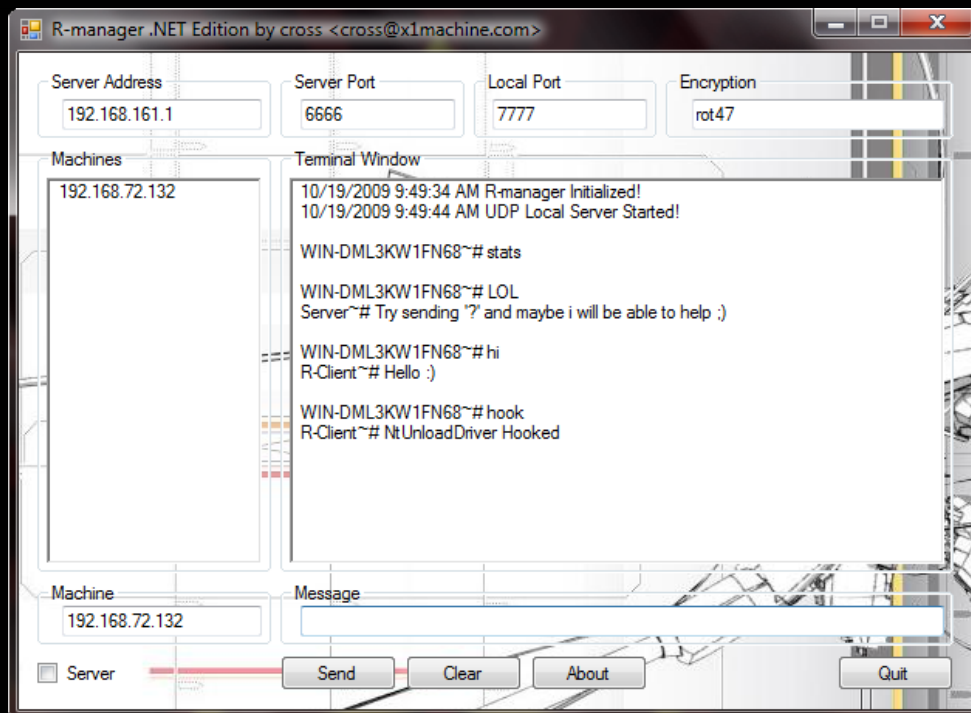 R-manager .NET Edition by cross <cross@x1machine.com>
Server Address
Server Port
Local Port
Encryption
192.168.161.1
6666
7777
rot47
Machines
Terminal Window
192.168.72.132
10/19/2009 9:49:34 AM R-manager Initialized!
10/19/2009 9:49:44 AM UDP Local Server Started!
WIN-DML3KW1FN68~# stats
WIN-DML3KW1FN68~# LOL
Server~# Try sending "?" and maybe i will be able to help ;)
WIN-DML3KW1FN68~# hi
R-Client~# Hello :)
WIN-DML3KW1FN68~# hook
R-Client~# NtUnloadDriver Hooked
Machine
Message
192.168.72.132
Server
Send
Clear
About
Quit